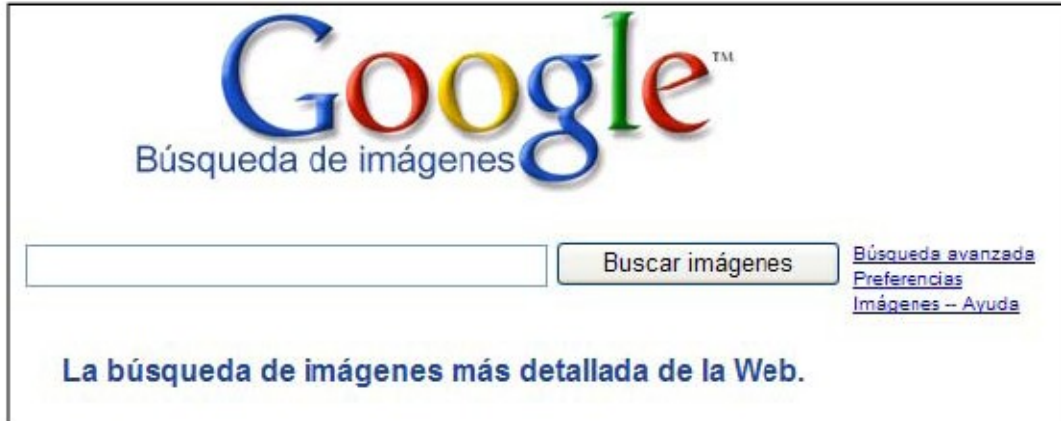 Google™
Búsqueda de imágenes
Buscar imágenes
Búsqueda avanzada
Preferencias
Imágenes -- Ayuda
La búsqueda de imágenes más detallada de la Web.